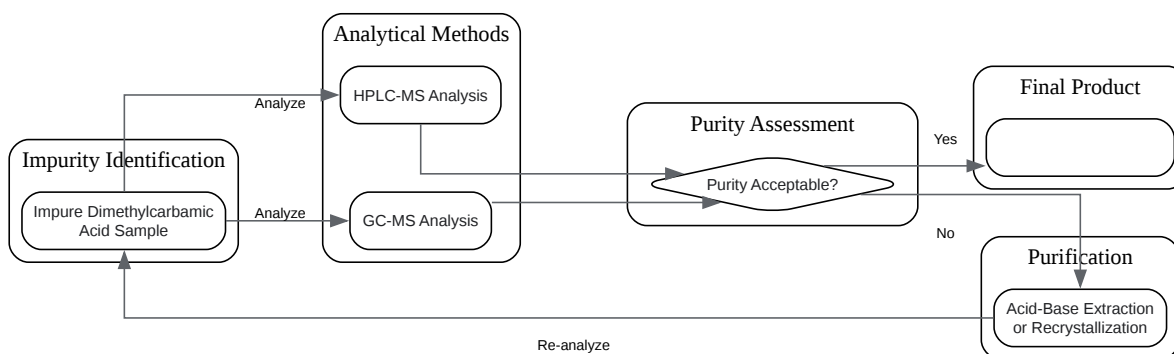 Impurity Identification
Impure Dimethylcarbamic
Acid Sample
Analyze
Analyze
Analytical Methods
HPLC-MS Analysis
GC-MS Analysis
Purity Assessment
Purity Acceptable?
Yes
No
Final Product
Purification
Acid-Base Extraction
or Recrystallization
Re-analyze